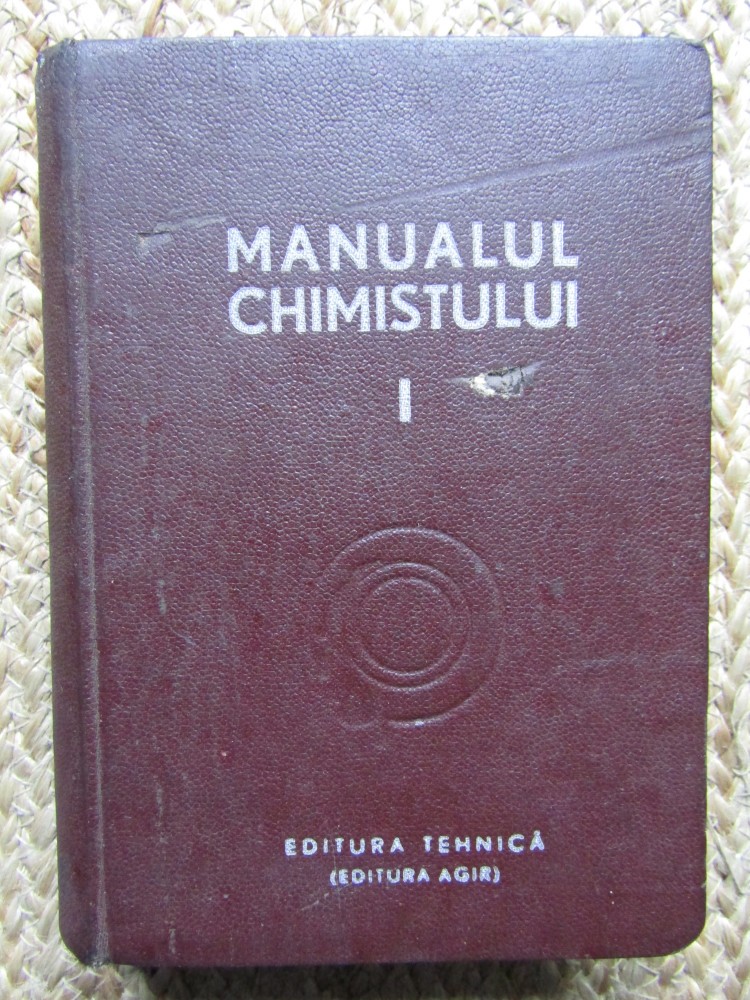 MANUALUL
CHIMISTULUI
I
EDITURA TEHNICĂ
(EDITURA AGIR)